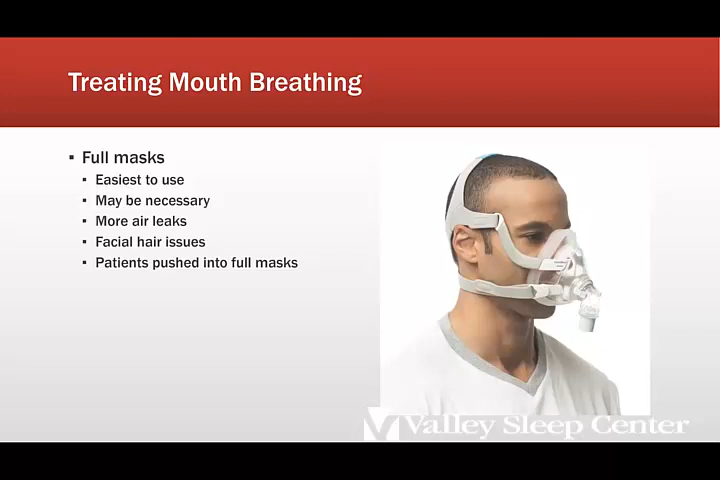 Treating Mouth Breathing
▪ Full masks
▪ Easiest to use
▪ May be necessary
▪ More air leaks
▪ Facial hair issues
▪ Patients pushed into full masks
Valley Sleep Center